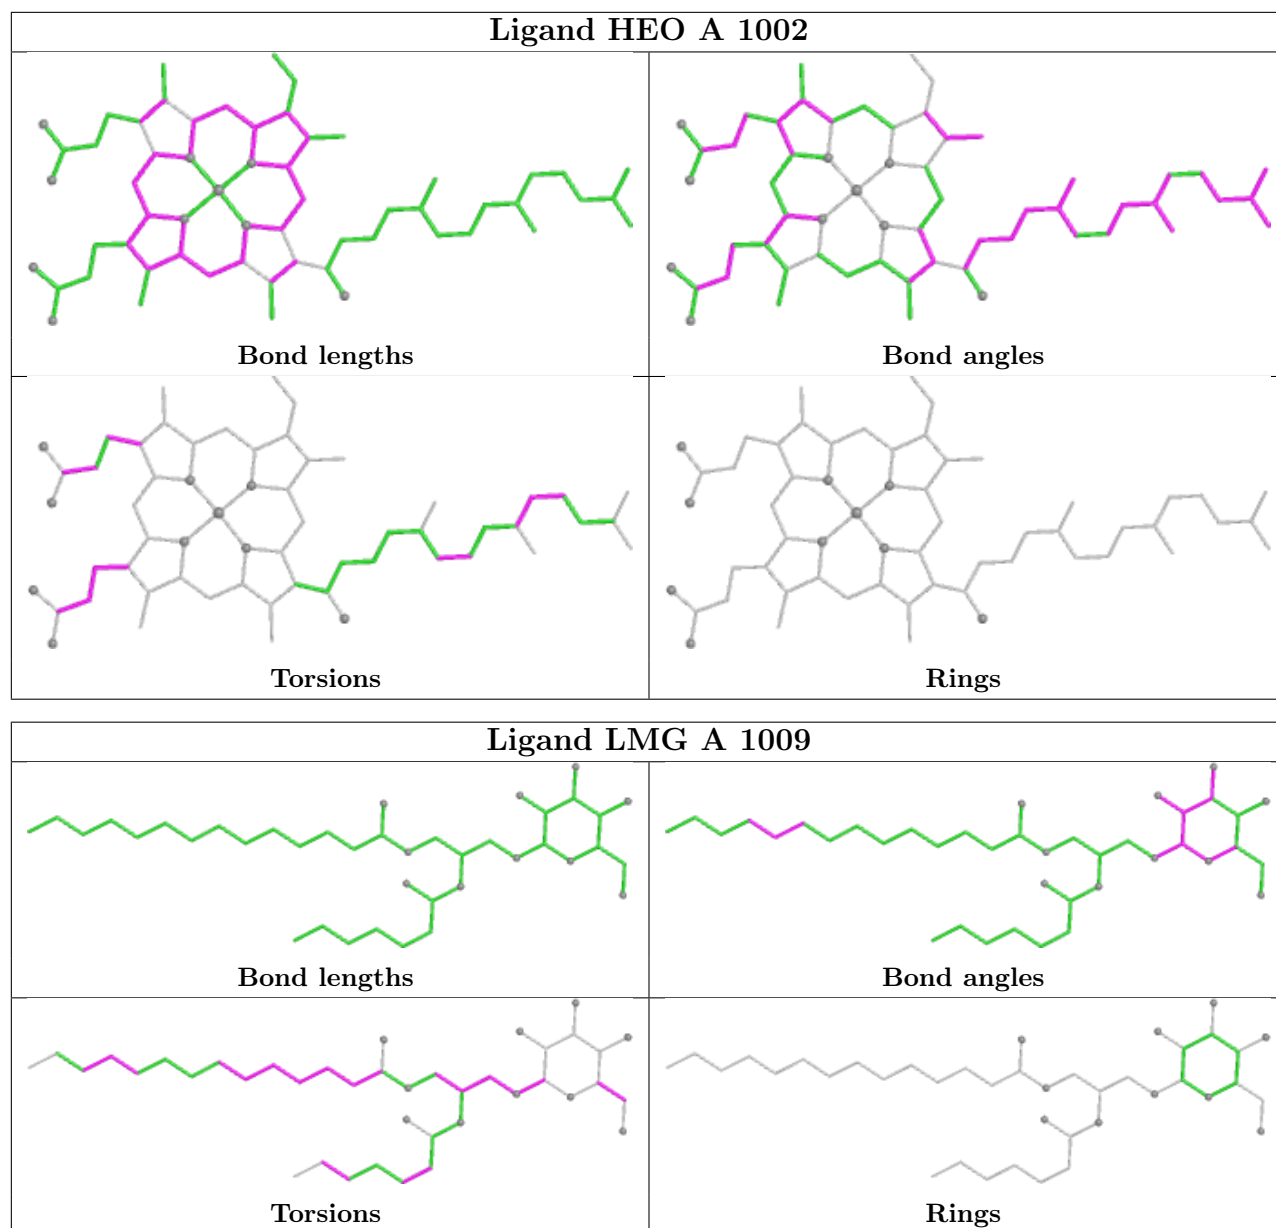 Ligand HEO A 1002
Bond lengths
Bond angles
Torsions
Rings
Ligand LMG A 1009
Bond lengths
Bond angles
Torsions
Rings